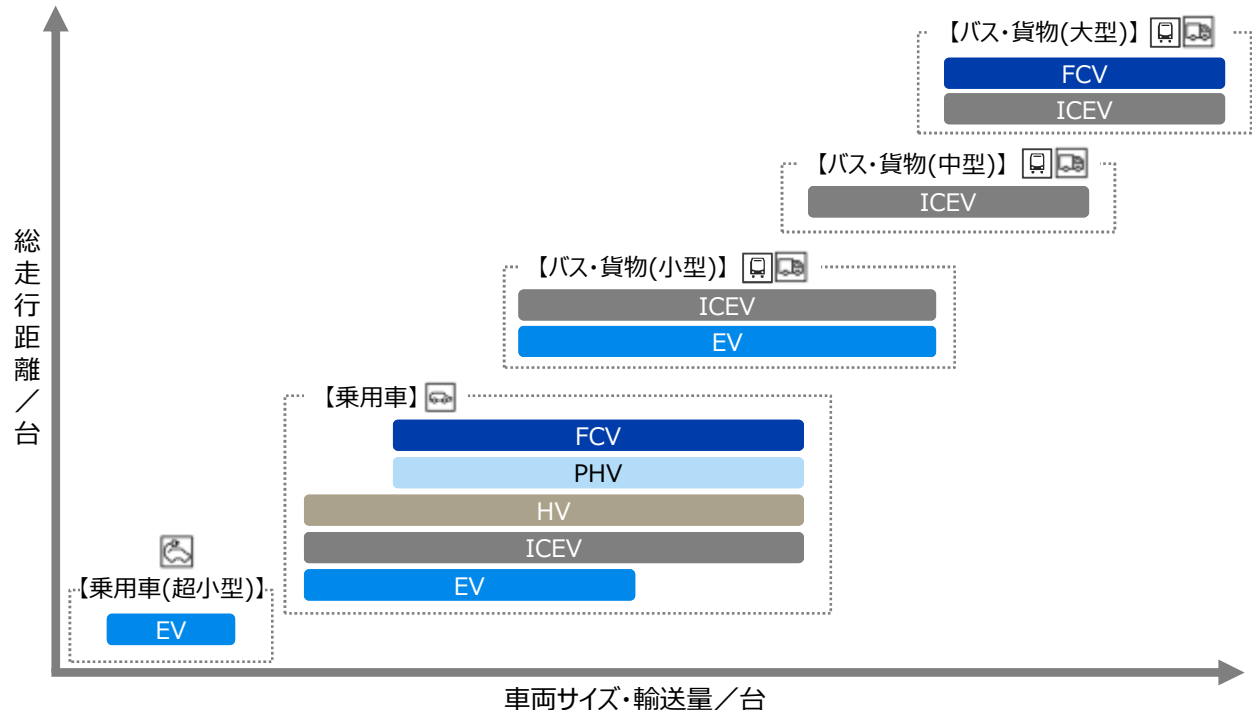 【バス・貨物(大型)】
FCV
ICEV
【バス・貨物(中型)】
ICEV
【バス・貨物(小型)】
ICEV
EV
【乗用車】
FCV
PHV
HV
ICEV
EV
【乗用車(超小型)】
EV
総走行距離／台
車両サイズ・輸送量／台